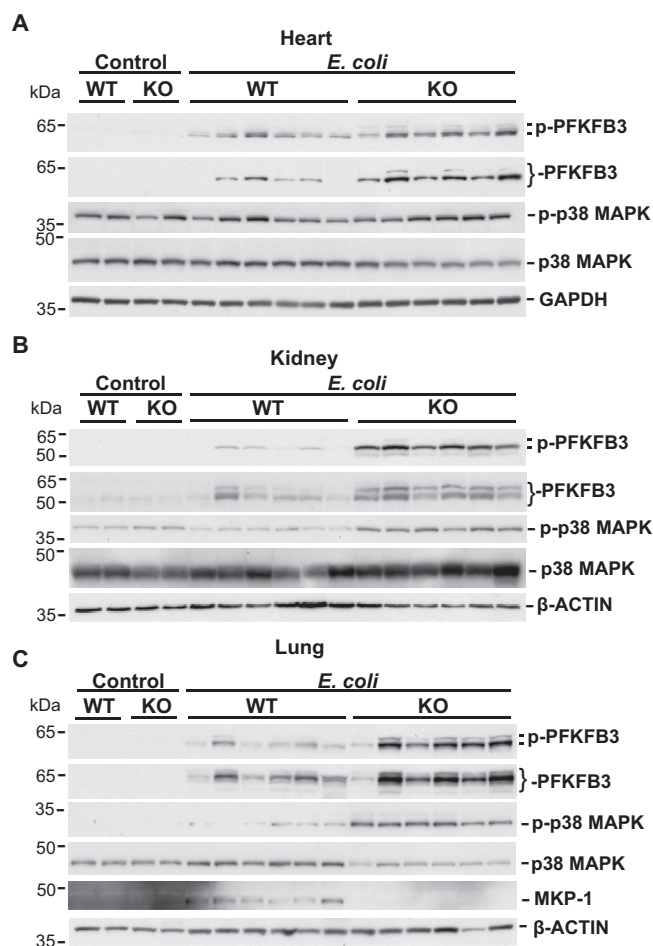 A
Heart
Control E. coli
kDa WT KO WT KO
65 p-PFKFB3
65 -PFKFB3
35 p-p38 MAPK
50 p38 MAPK
35 GAPDH
B
Kidney
Control E. coli
kDa WT KO WT KO
65 p-PFKFB3
50
65 -PFKFB3
50
35 p-p38 MAPK
50 p38 MAPK
35 β-ACTIN
C
Lung
Control E. coli
kDa WT KO WT KO
65 p-PFKFB3
65 -PFKFB3
35 p-p38 MAPK
50 p38 MAPK
50 MKP-1
35 β-ACTIN